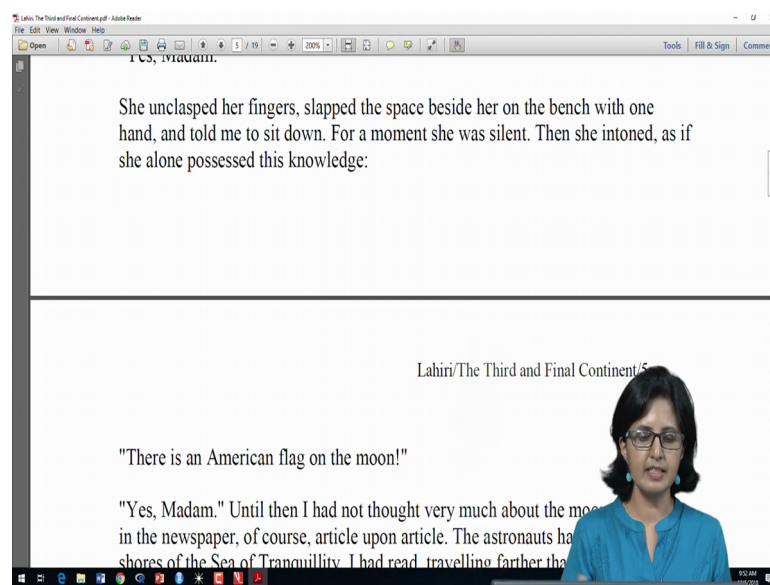 Lahiri. The Third and Final Continent.pdf - Adobe Reader
File Edit View Window Help
Open 5 / 19 200% Tools Fill & Sign Comme
"Yes, Madam."
She unclasped her fingers, slapped the space beside her on the bench with one
hand, and told me to sit down. For a moment she was silent. Then she intoned, as if
she alone possessed this knowledge:
Lahiri/The Third and Final Continent/5
"There is an American flag on the moon!"
"Yes, Madam." Until then I had not thought very much about the moo
in the newspaper, of course, article upon article. The astronauts ha
shores of the Sea of Tranquillity, I had read, travelling farther tha
9:52 AM